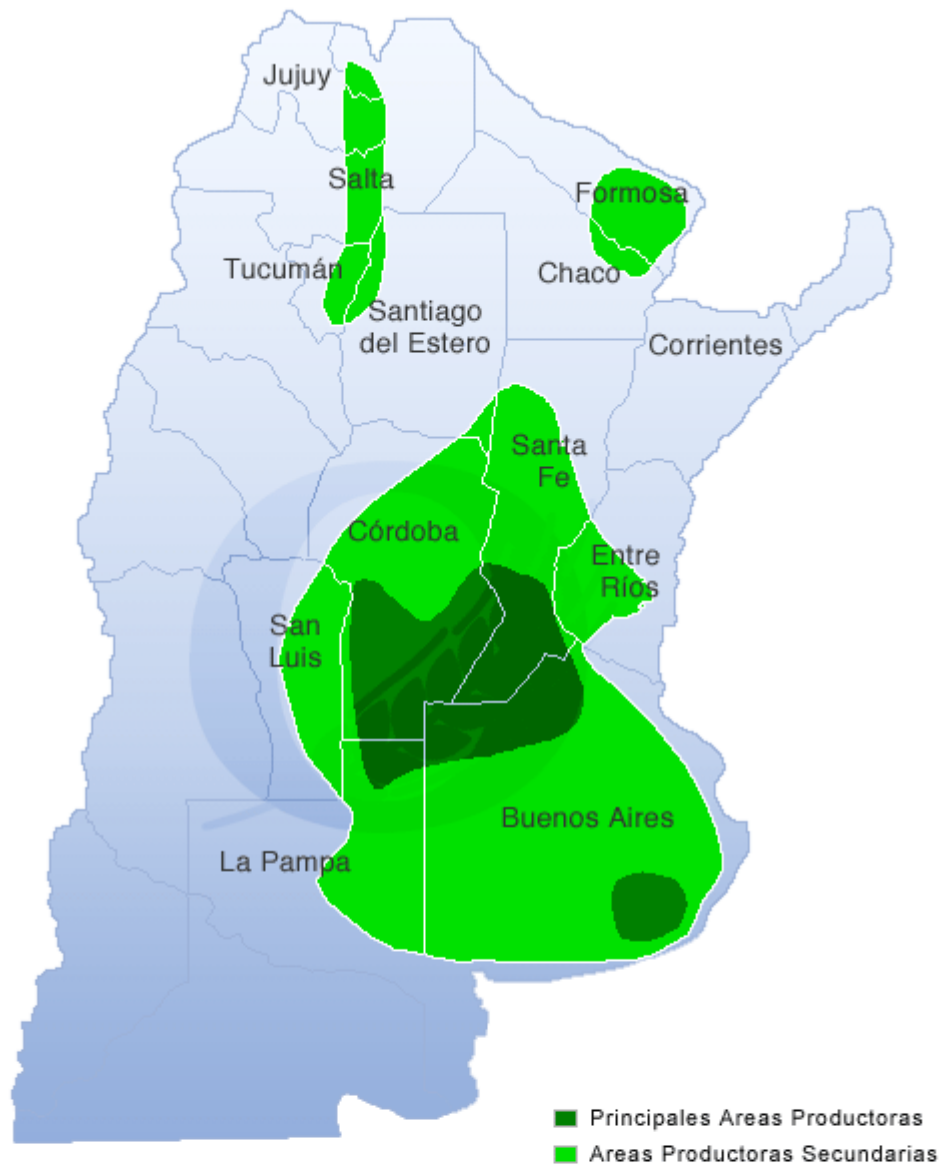 Jujuy
Salta
Formosa
Tucumán
Chaco
Santiago
del Estero
Corrientes
Santa
Fe
Córdoba
Entre
Ríos
San
Luis
Buenos Aires
La Pampa
Principales Areas Productoras
Areas Productoras Secundarias